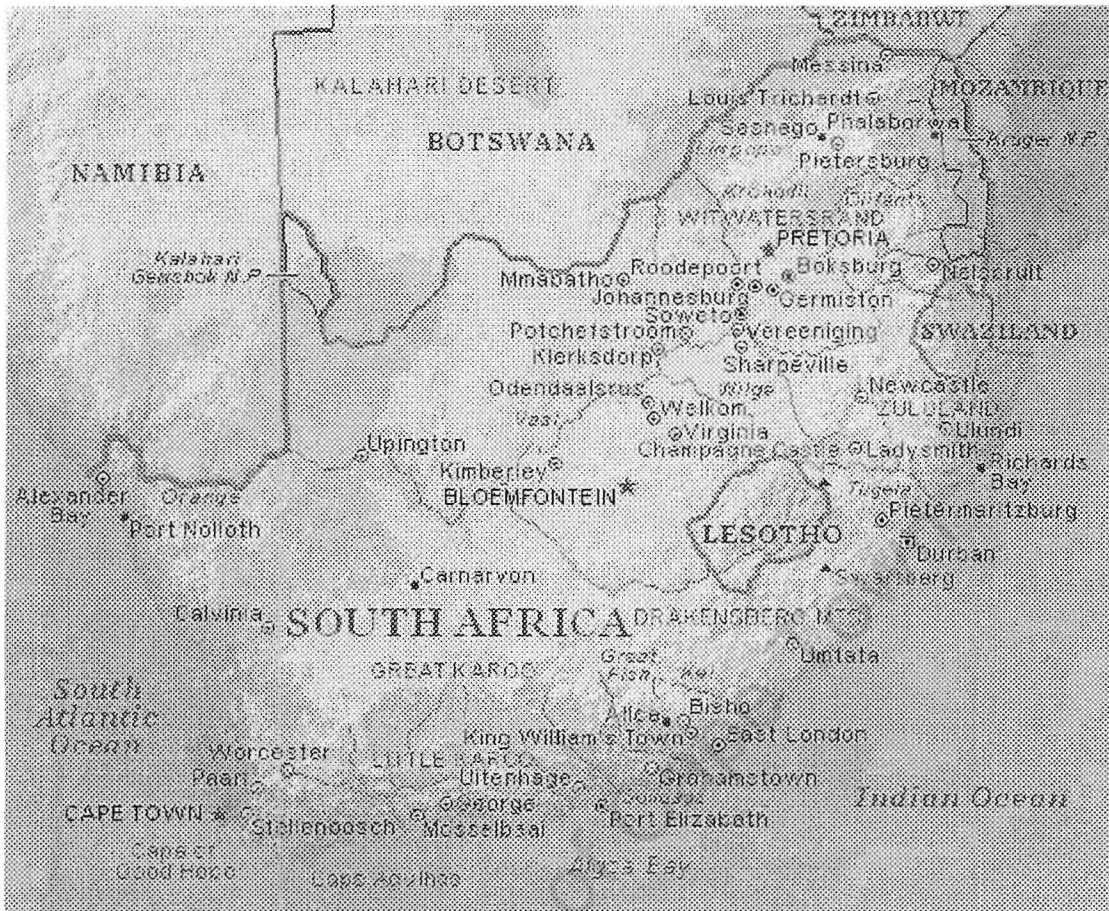 ZIMBABWE
Messina
KALAHARI DESERT
Louis Trichardt
MOZAMBIQUE
Seshego
Phalaborwa
BOTSWANA
Limpopo
Kruger N.P.
Pietersburg
NAMIBIA
Krokodil
Olifants
WITWATERSRAND
PRETORIA
Kalahari
Gemsbok N.P.
Mmabatho
Roodepoort
Boksburg
Nelspruit
Johannesburg
Germiston
Soweto
Potchefstroom
Vereeniging
SWAZILAND
Klerksdorp
Sharpeville
Odendaalsrus
Wilge
Newcastle
Vaal
Welkom
ZULULAND
Virginia
Ulundi
Upington
Champagne Castle
Ladysmith
Kimberley
Richards
Bay
Alexander
Bay
Orange
BLOEMFONTEIN
Tugela
Port Nolloth
Pietermaritzburg
LESOTHO
Durban
Carnarvon
Swartberg
Calvinia
SOUTH AFRICA
DRAKENSBERG MTS
Great
Fish
Kei
Umtata
GREAT KAROO
South
Atlantic
Ocean
Alice
Bisho
King William's Town
East London
Worcester
LITTLE KAROO
Paarl
Uitenhage
Grahamstown
CAPE TOWN
George
Indian Ocean
Stellenbosch
Mosselbaai
Port Elizabeth
Cape of
Good Hope
Cape Agulhas
Algoa Bay